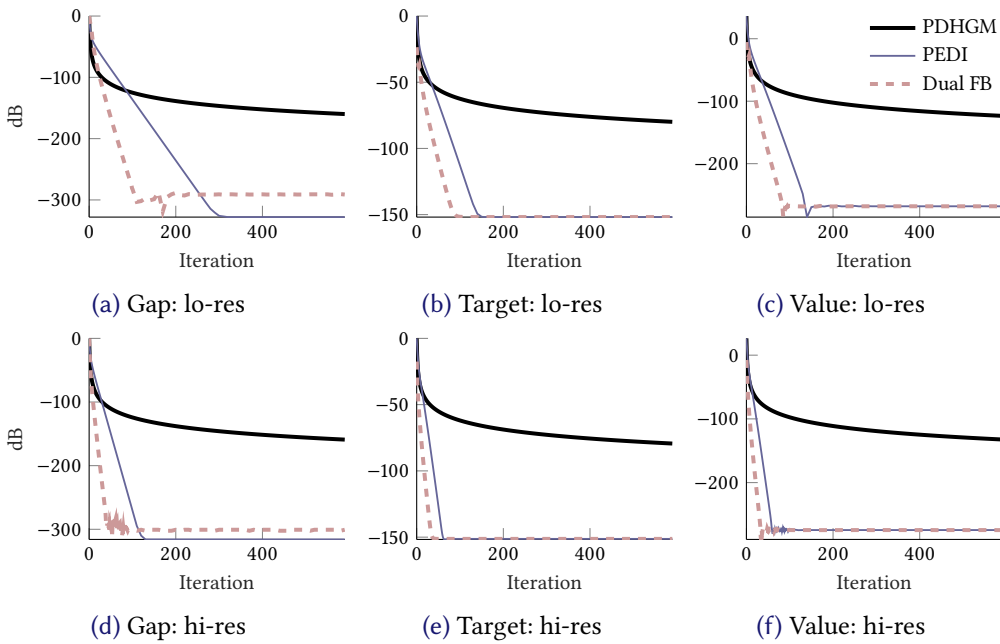 0
−100
−200
−300
dB
0
200
400
Iteration
(a) Gap: lo-res
0
−50
−100
−150
0
200
400
Iteration
(b) Target: lo-res
0
−100
−200
0
200
400
Iteration
PDHGM
PEDI
Dual FB
(c) Value: lo-res
0
−100
−200
−300
dB
0
200
400
Iteration
(d) Gap: hi-res
0
−50
−100
−150
0
200
400
Iteration
(e) Target: hi-res
0
−100
−200
0
200
400
Iteration
(f) Value: hi-res